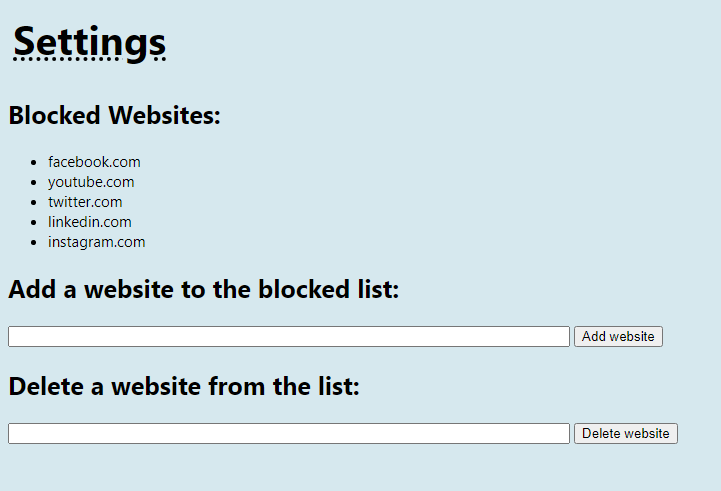 Settings
Blocked Websites:
facebook.com
youtube.com
twitter.com
linkedin.com
instagram.com
Add a website to the blocked list:
Add website
Delete a website from the list:
Delete website